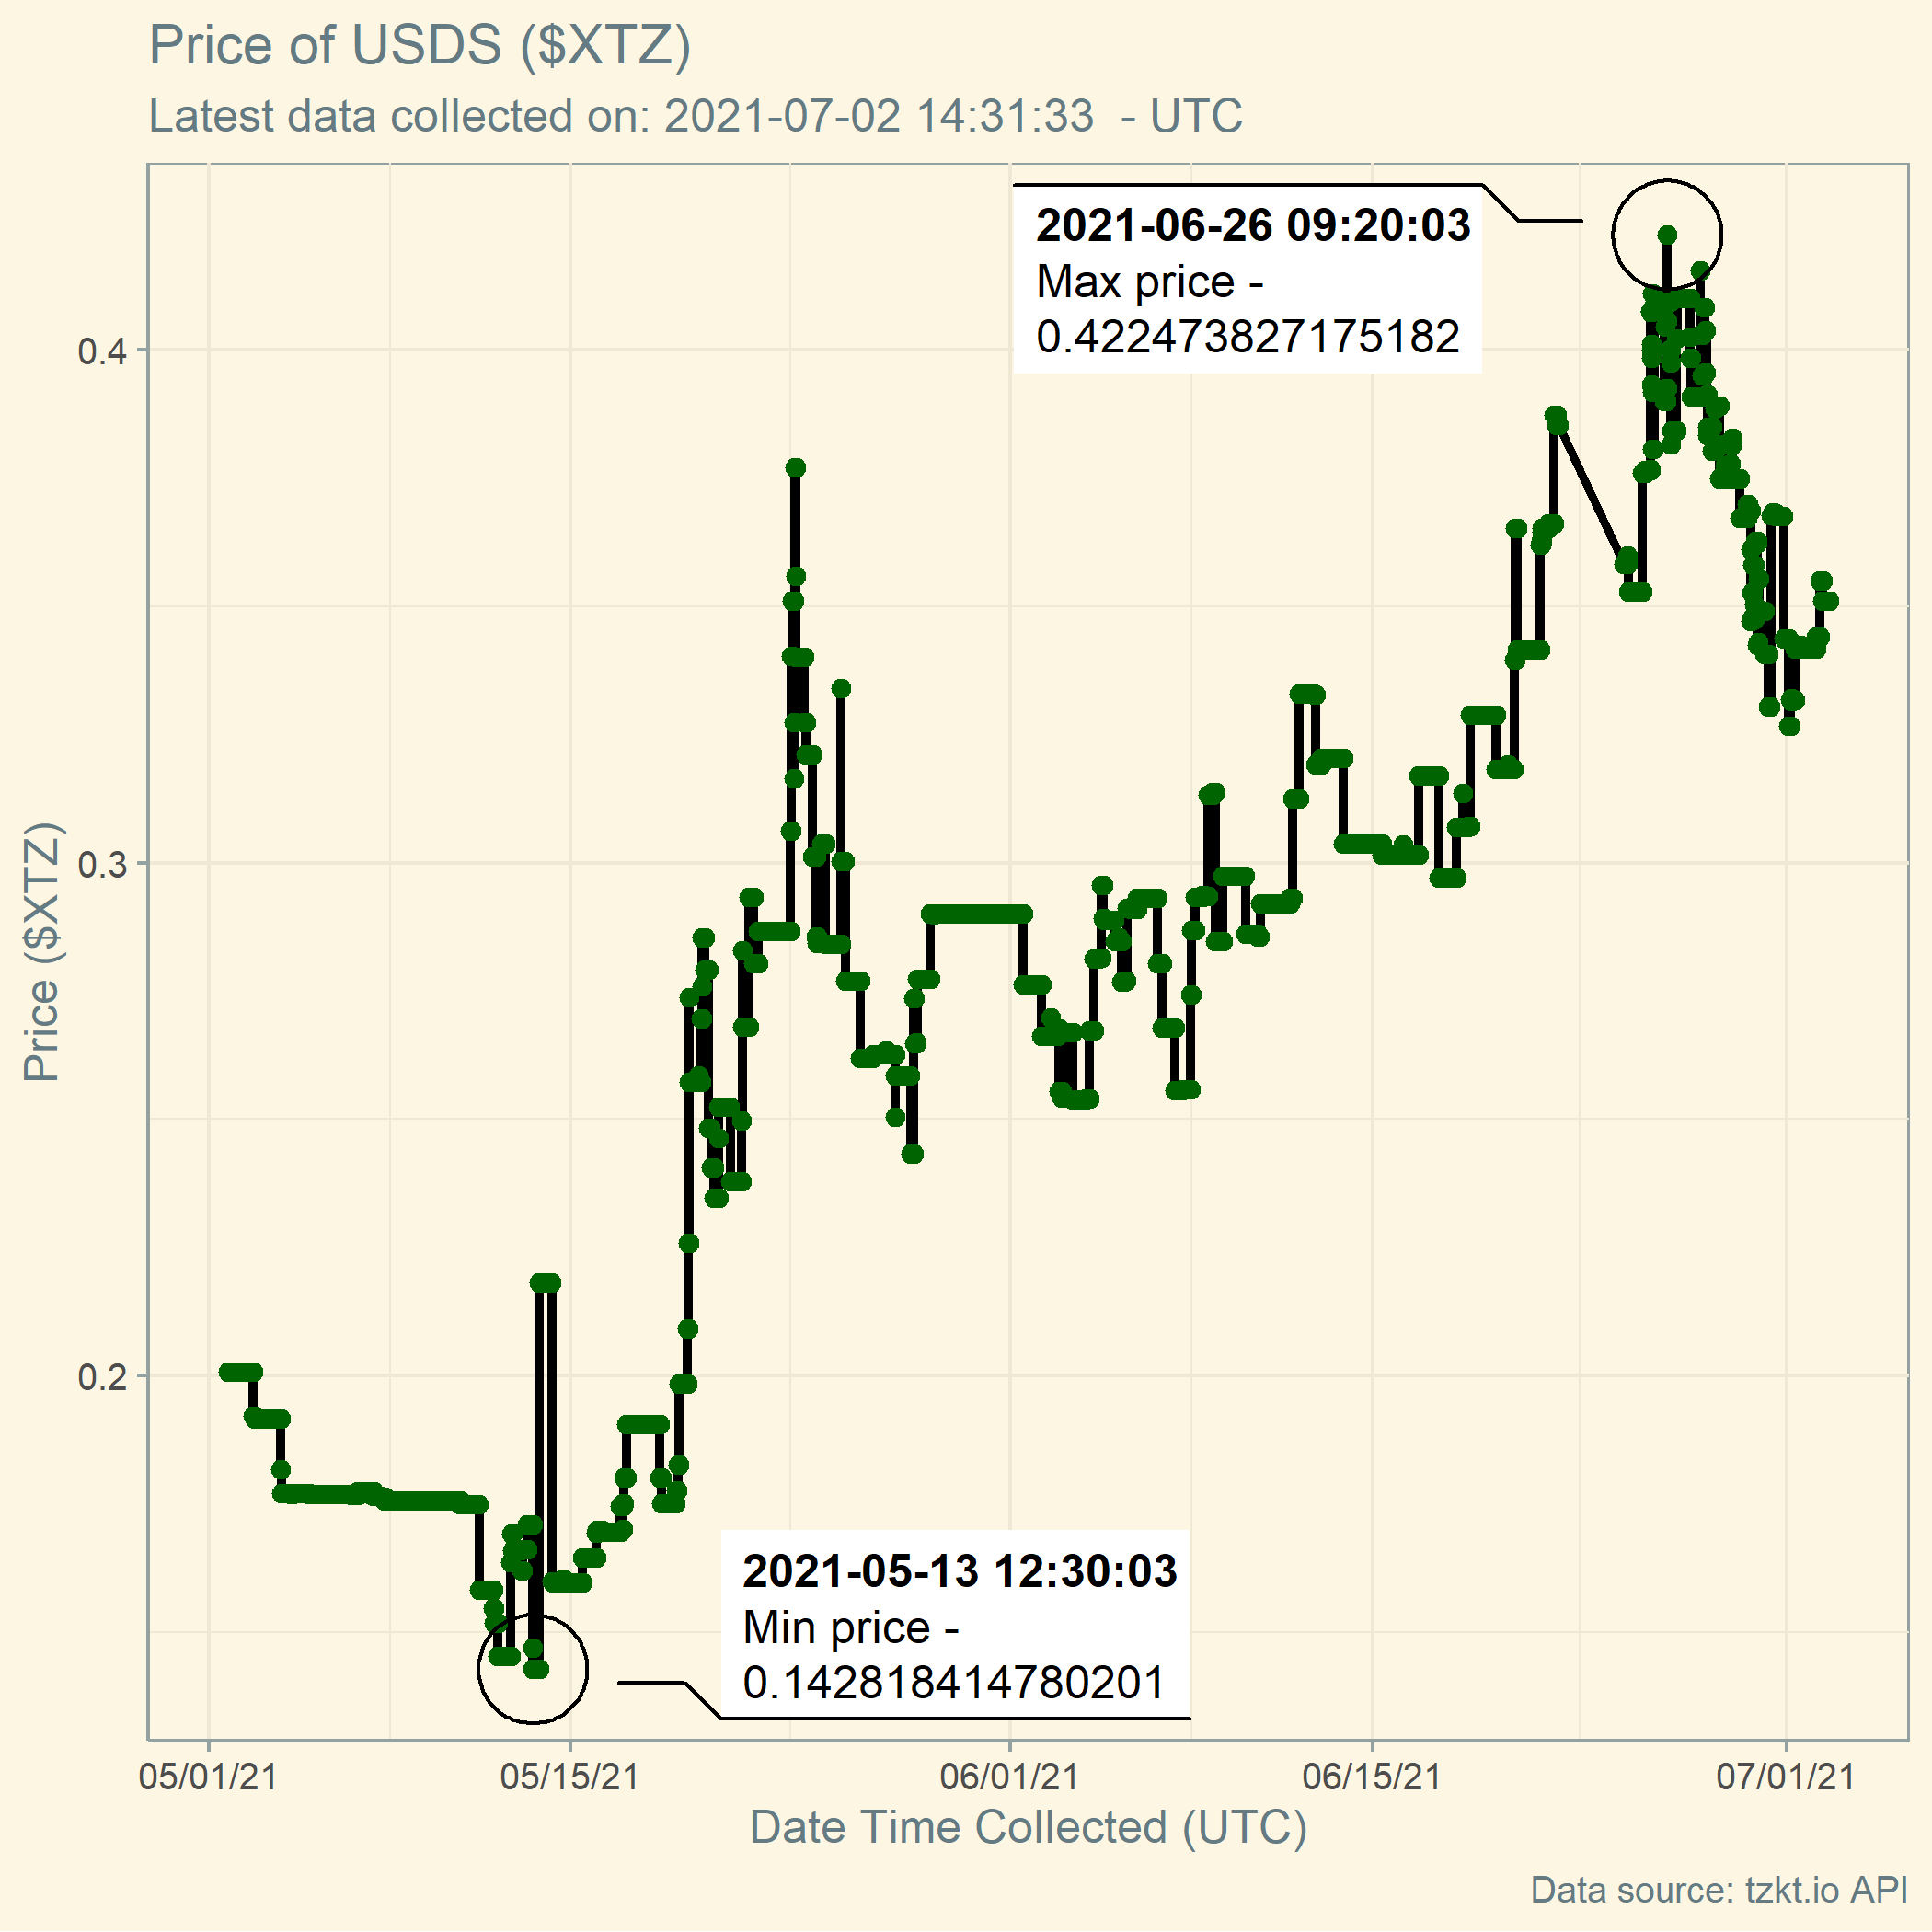 Price of USDS ($XTZ)
Latest data collected on: 2021-07-02 14:31:33  - UTC
2021-06-26 09:20:03
Max price -
0.422473827175182
0.4
0.3
0.2
Price ($XTZ)
2021-05-13 12:30:03
Min price -
0.142818414780201
05/01/21 05/15/21 06/01/21 06/15/21 07/01/21
Date Time Collected (UTC)
Data source: tzkt.io API